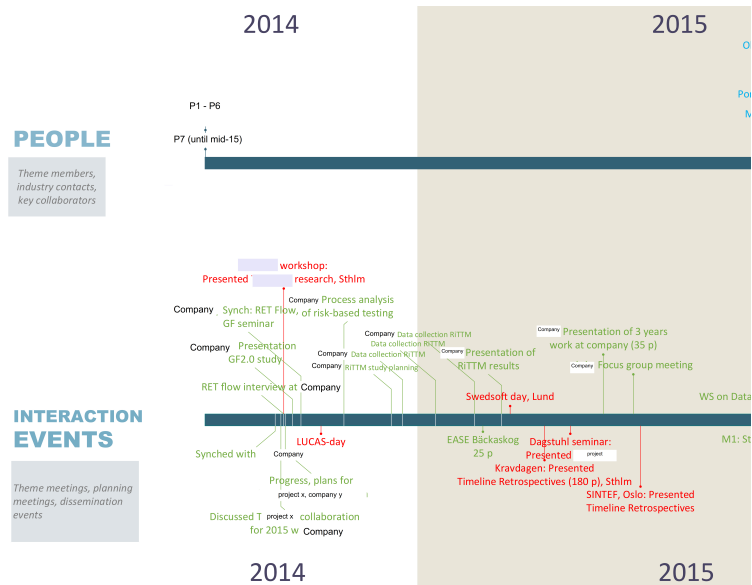 2014
2015
Ol
P1 - P6
Por
M
P7 (until mid-15)
PEOPLE
Theme members,
industry contacts,
key collaborators
workshop:
Presented research, Sthlm
Company Process analysis
of risk-based testing
Company Synch: RET Flow,
GF seminar
Company Presentation
GF2.0 study
Company Data collection RiTTM
Data collection RiTTM
Company Data collection RiTTM
Company RiTTM study planning
Company Presentation of
RiTTM results
Company Presentation of 3 years
work at company (35 p)
Company Focus group meeting
RET flow interview at Company
Swedsoft day, Lund
WS on Data
INTERACTION
EVENTS
LUCAS-day
EASE Bäckaskog
25 p
Dagstuhl seminar:
Presented project
M1: St
Synched with
Company
Kravdagen: Presented
Timeline Retrospectives (180 p), Sthlm
Theme meetings, planning
meetings, dissemination
events
Progress, plans for
project x, company y
SINTEF, Oslo: Presented
Timeline Retrospectives
Discussed T project x collaboration
for 2015 w Company
2014
2015